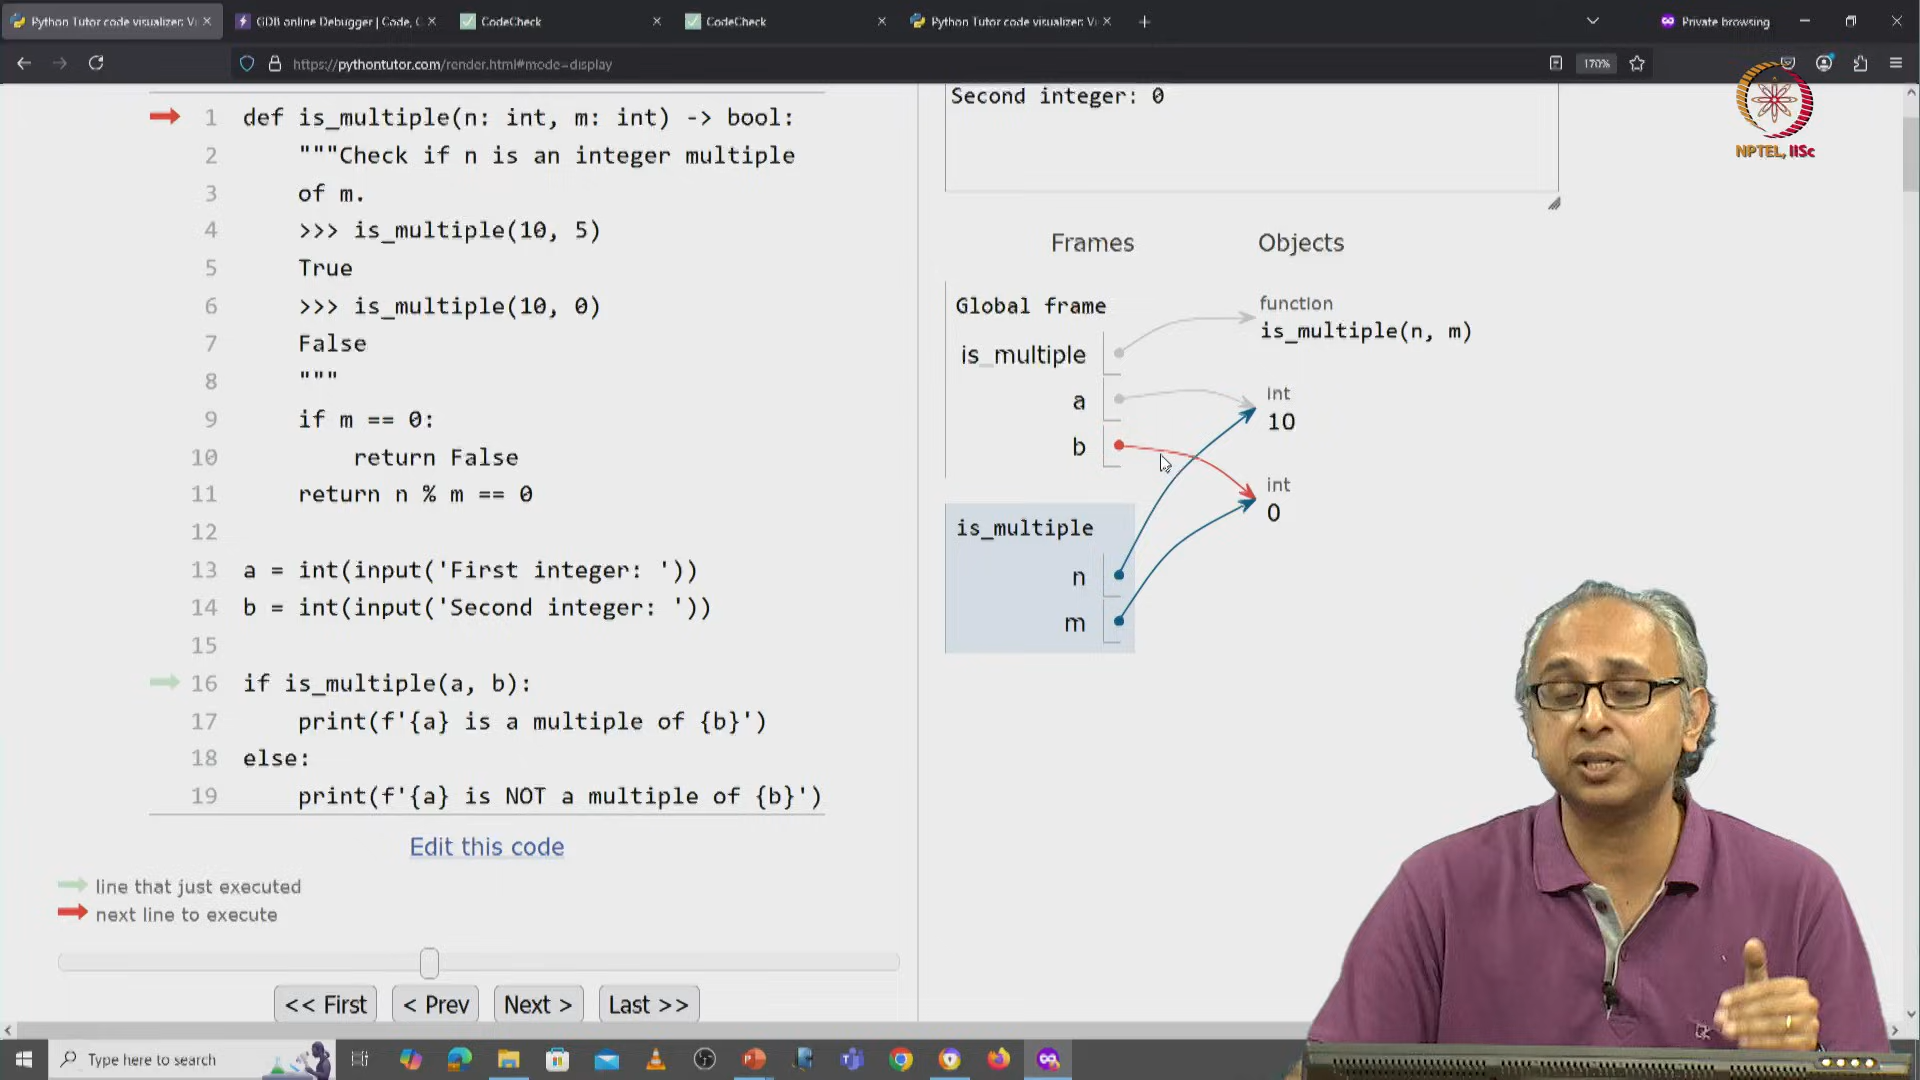 Python Tutor code visualizer: Vi
GDB online Debugger | Code, C
CodeCheck
CodeCheck
Python Tutor code visualizer: Vi
Private browsing
https://pythontutor.com/render.html#mode=display
170%
NPTEL, IISc
1 def is_multiple(n: int, m: int) -> bool:
2 """Check if n is an integer multiple
3 of m.
4 >>> is_multiple(10, 5)
5 True
6 >>> is_multiple(10, 0)
7 False
8 """
9 if m == 0:
10 return False
11 return n % m == 0
12
13 a = int(input('First integer: '))
14 b = int(input('Second integer: '))
15
16 if is_multiple(a, b):
17 print(f'{a} is a multiple of {b}')
18 else:
19 print(f'{a} is NOT a multiple of {b}')
Edit this code
line that just executed
next line to execute
<< First
< Prev
Next >
Last >>
Second integer: 0
Frames
Objects
Global frame
is_multiple
a
b
function
is_multiple(n, m)
int
10
int
0
is_multiple
n
m
Type here to search